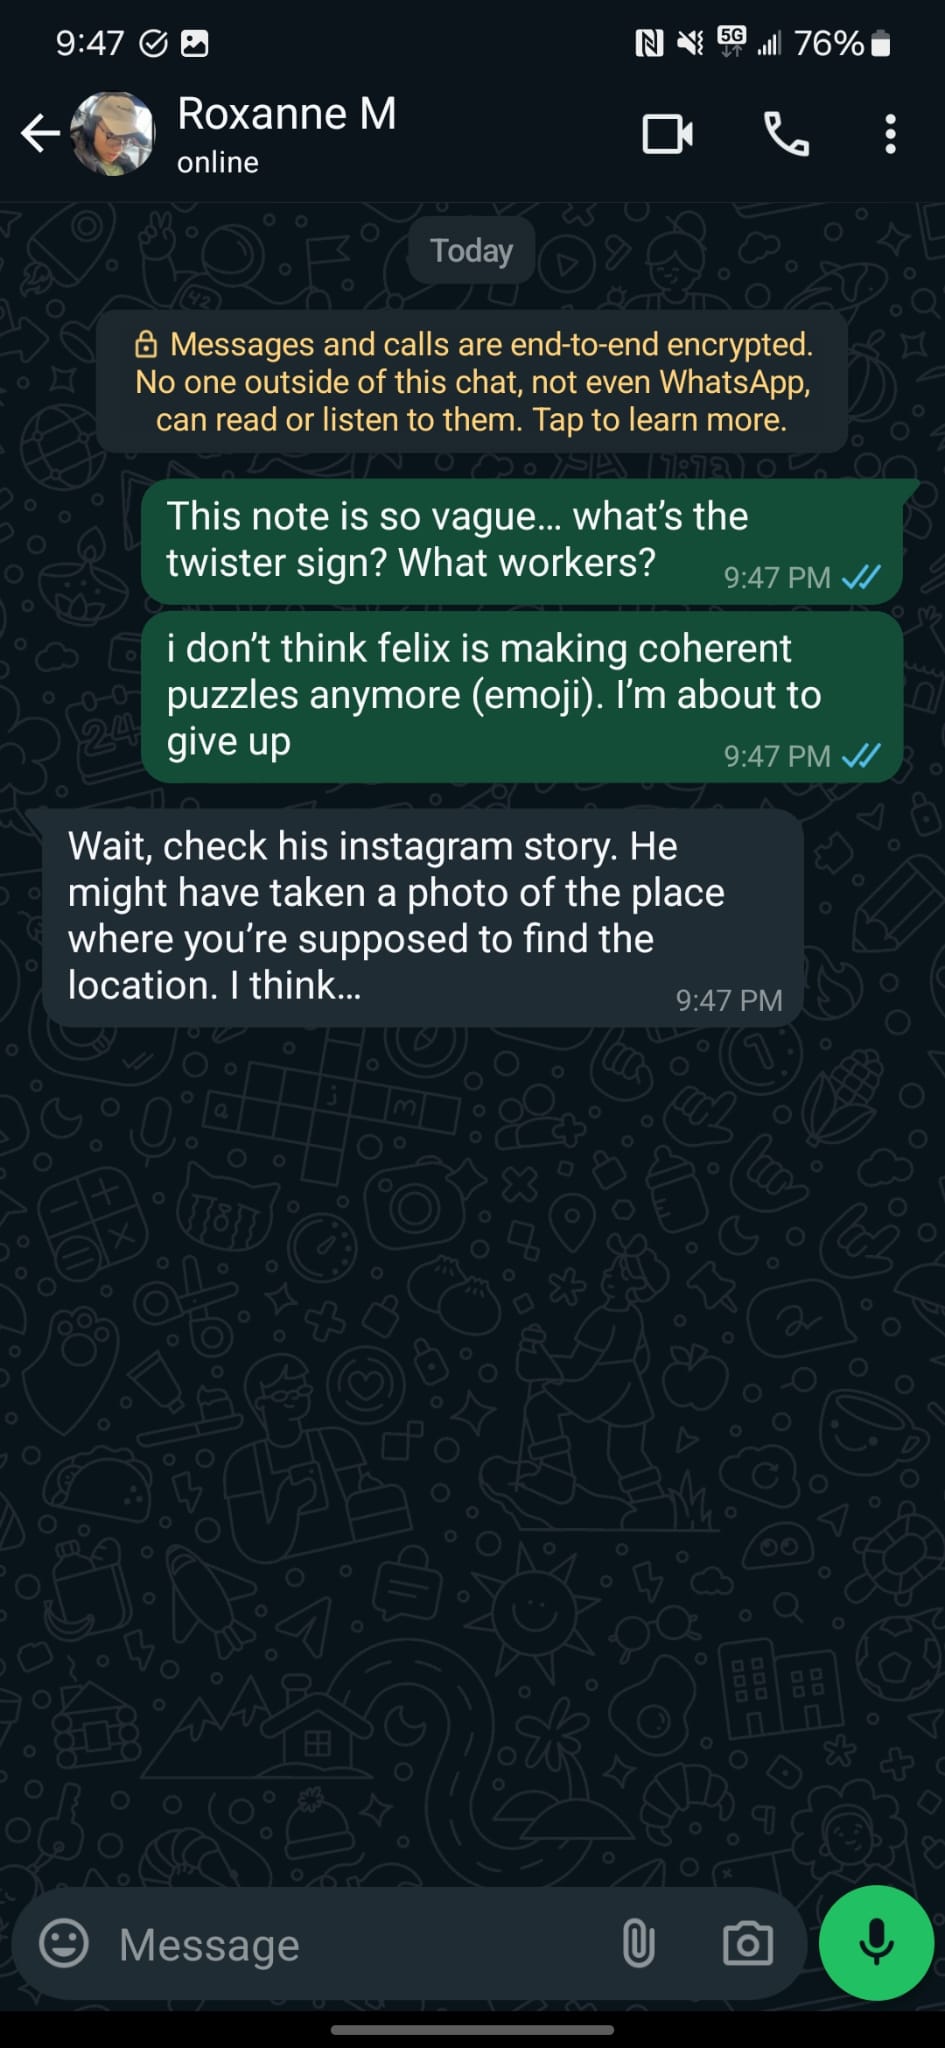 9:47
5G
76%
Roxanne M
online
Today
Messages and calls are end-to-end encrypted.
No one outside of this chat, not even WhatsApp,
can read or listen to them. Tap to learn more.
This note is so vague... what's the
twister sign? What workers?
9:47 PM
i don't think felix is making coherent
puzzles anymore (emoji). I'm about to
give up
9:47 PM
Wait, check his instagram story. He
might have taken a photo of the place
where you're supposed to find the
location. I think...
9:47 PM
Message